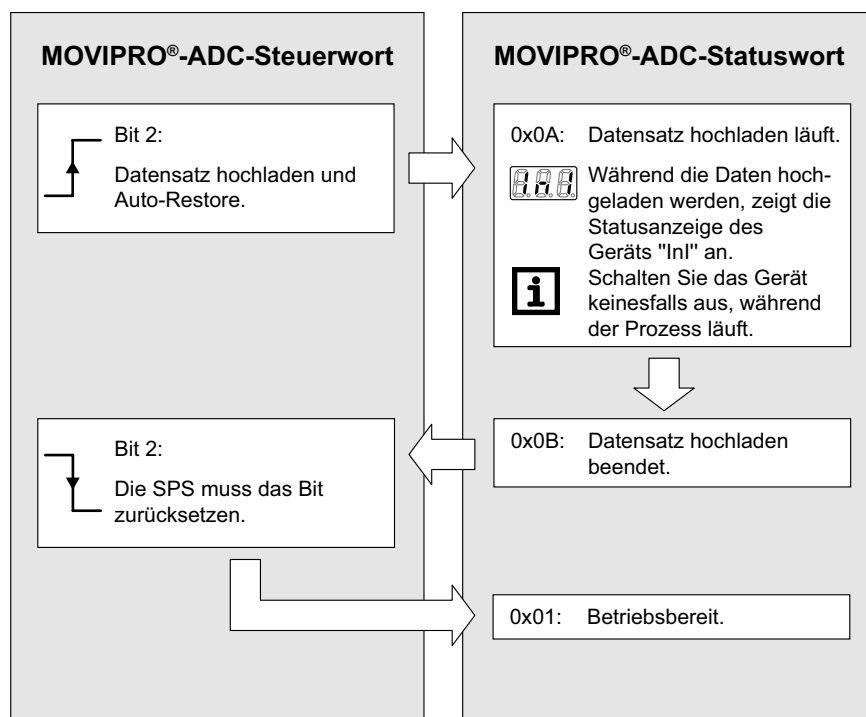 MOVIPRO®-ADC-Steuerwort
Bit 2:
Datensatz hochladen und
Auto-Restore.
Bit 2:
Die SPS muss das Bit
zurücksetzen.
MOVIPRO®-ADC-Statuswort
0x0A: Datensatz hochladen läuft.
InI
Während die Daten hoch-
geladen werden, zeigt die
Statusanzeige des
Geräts "InI" an.
i
Schalten Sie das Gerät
keinesfalls aus, während
der Prozess läuft.
0x0B: Datensatz hochladen
beendet.
0x01: Betriebsbereit.